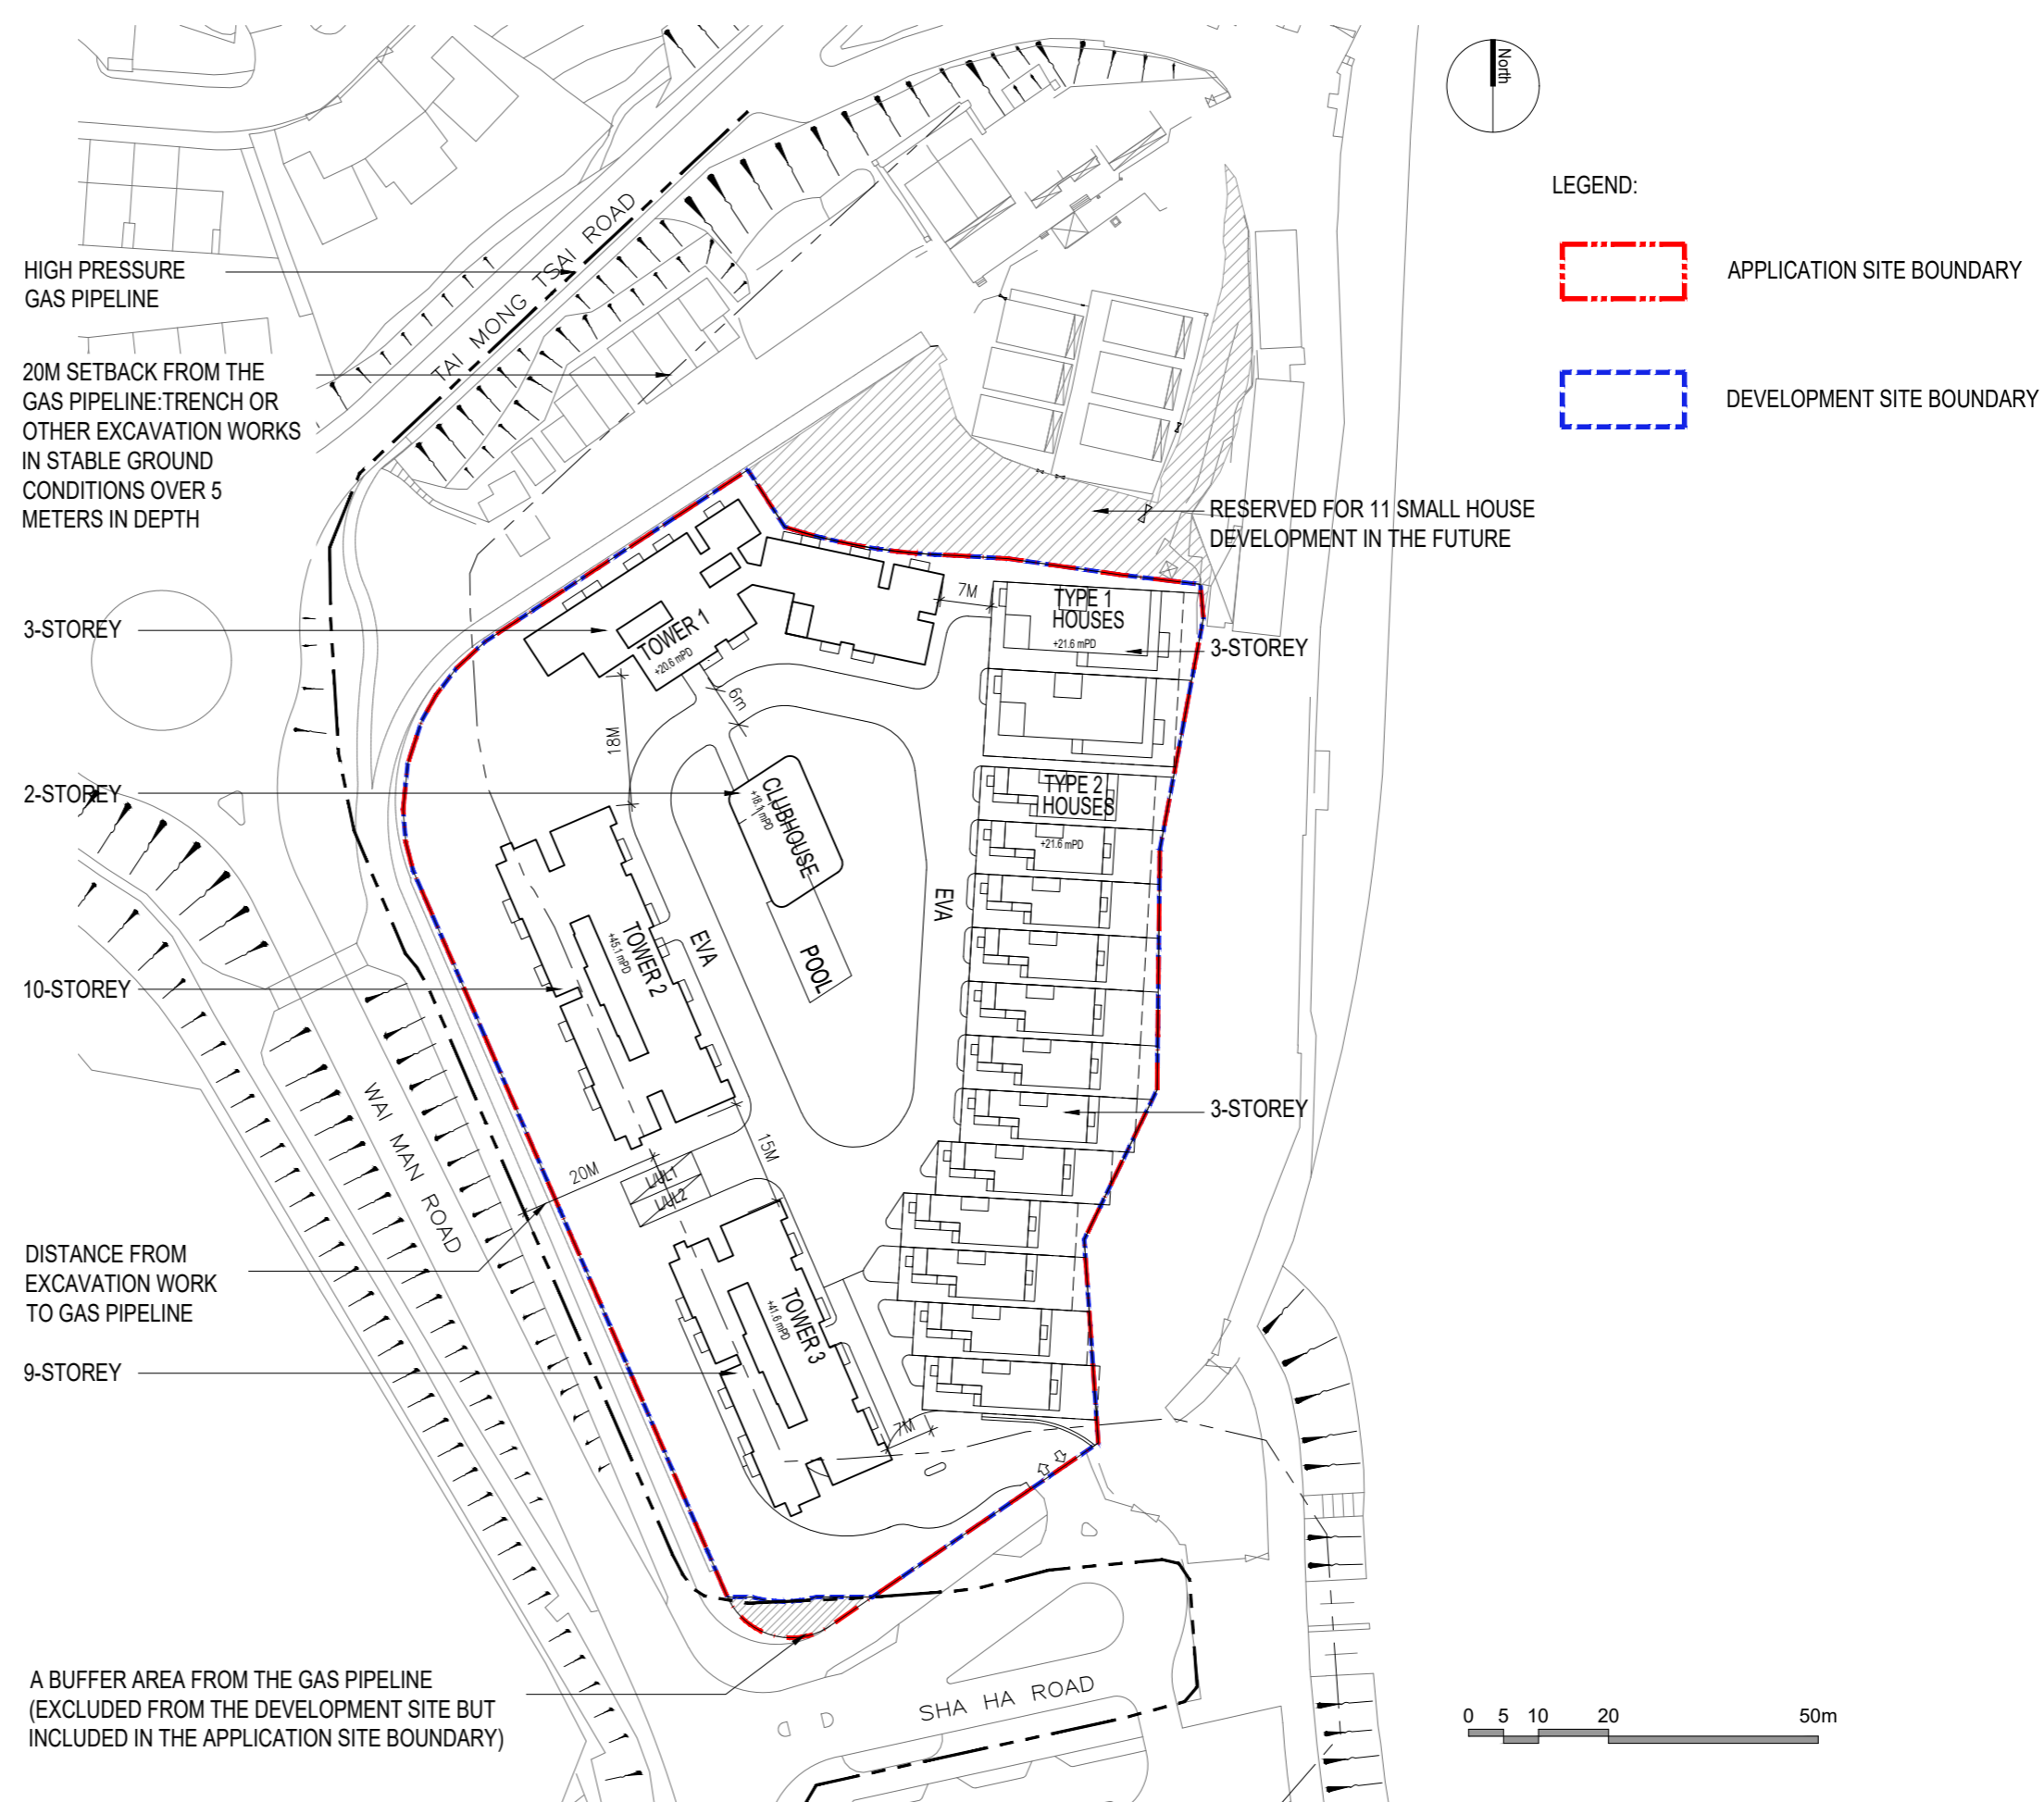 North
LEGEND:
APPLICATION SITE BOUNDARY
DEVELOPMENT SITE BOUNDARY
HIGH PRESSURE
GAS PIPELINE
TAI MONG TSAI ROAD
20M SETBACK FROM THE
GAS PIPELINE:TRENCH OR
OTHER EXCAVATION WORKS
IN STABLE GROUND
CONDITIONS OVER 5
METERS IN DEPTH
RESERVED FOR 11 SMALL HOUSE
DEVELOPMENT IN THE FUTURE
3-STOREY
TOWER 1
+20.6 mPD
7M
TYPE 1
HOUSES
+21.6 mPD
3-STOREY
6m
18M
2-STOREY
CLUBHOUSE
+18.1 mPD
TYPE 2
HOUSES
+21.6 mPD
EVA
EVA
POOL
TOWER 2
+45.1 mPD
10-STOREY
WAI MAN ROAD
3-STOREY
15M
20M
L/UL1
L/UL2
DISTANCE FROM
EXCAVATION WORK
TO GAS PIPELINE
TOWER 3
+41.6 mPD
9-STOREY
7M
A BUFFER AREA FROM THE GAS PIPELINE
(EXCLUDED FROM THE DEVELOPMENT SITE BUT
INCLUDED IN THE APPLICATION SITE BOUNDARY)
SHA HA ROAD
0 5 10 20 50m